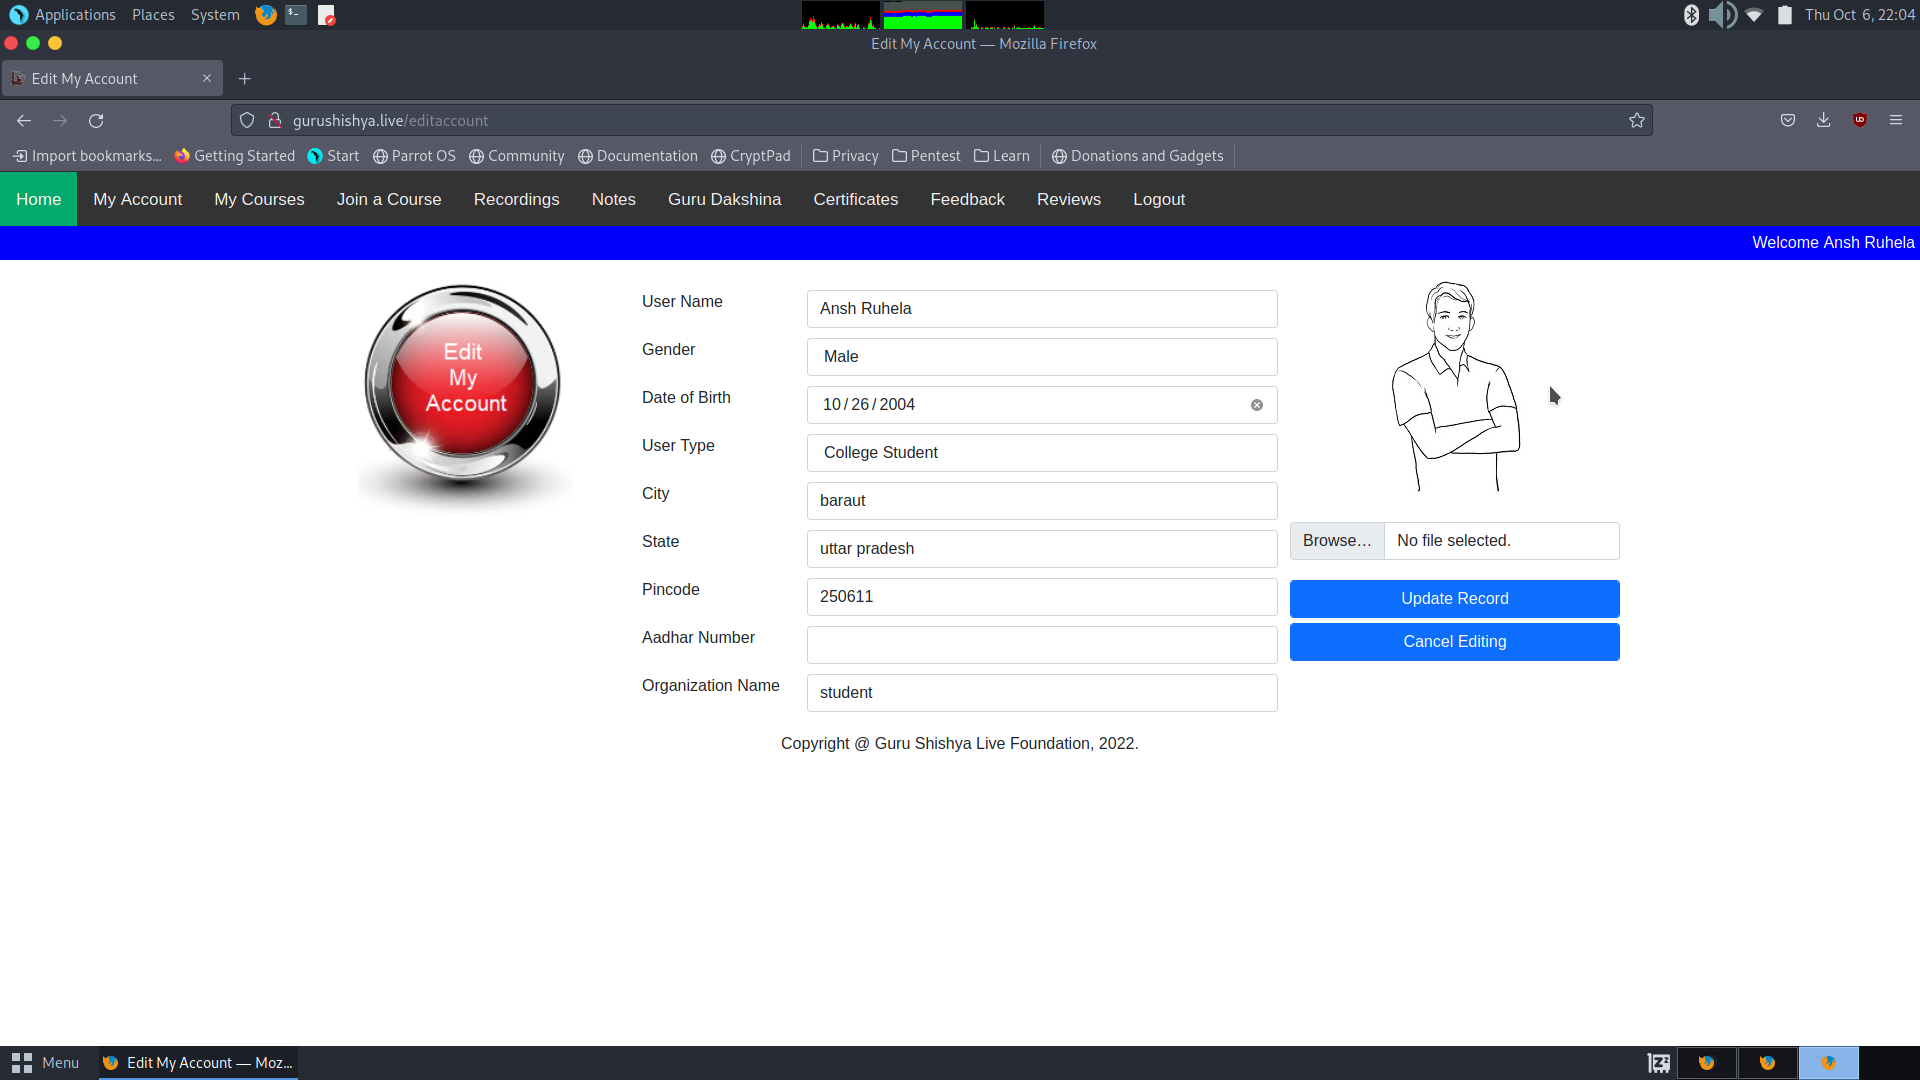 Applications Places System Thu Oct 6, 22:04
Edit My Account — Mozilla Firefox
Edit My Account
gurushishya.live/editaccount
Import bookmarks... Getting Started Start Parrot OS Community Documentation CryptPad Privacy Pentest Learn Donations and Gadgets
Home My Account My Courses Join a Course Recordings Notes Guru Dakshina Certificates Feedback Reviews Logout
Welcome Ansh Ruhela
Edit
My
Account
User Name Ansh Ruhela
Gender Male
Date of Birth 10/26/2004
User Type College Student
City baraut
State uttar pradesh
Pincode 250611
Aadhar Number
Organization Name student
Browse... No file selected.
Update Record
Cancel Editing
Copyright @ Guru Shishya Live Foundation, 2022.
Menu Edit My Account — Moz...